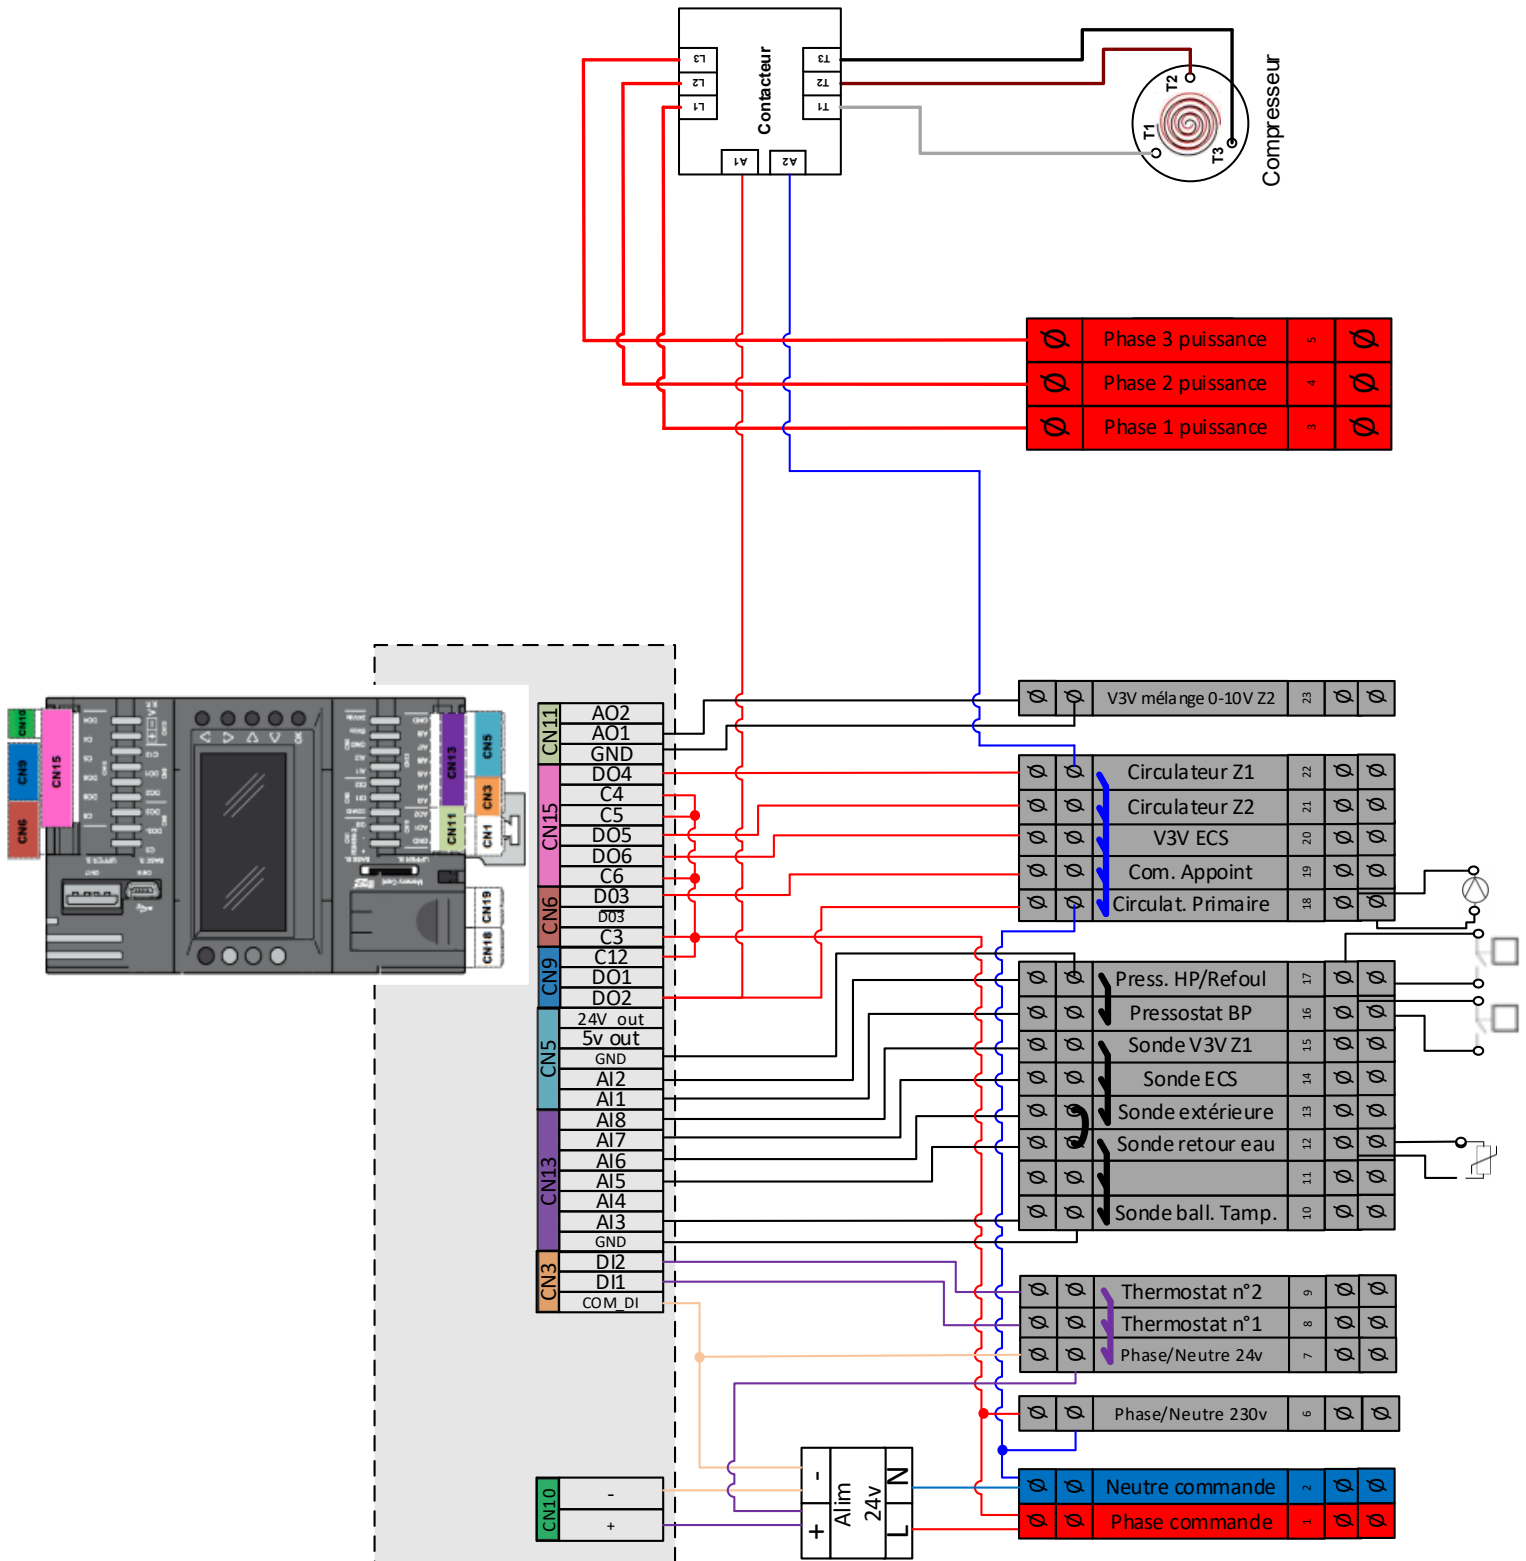 Contacteur
L3
L2
L1
T3
T2
T1
A1
A2
T2
T1
T3
Compresseur
Phase 3 puissance 5
Phase 2 puissance 4
Phase 1 puissance 3
V3V mélange 0-10V Z2 23
Circulateur Z1 22
Circulateur Z2 21
V3V ECS 20
Com. Appoint 19
Circulat. Primaire 18
Press. HP/Refoul 17
Pressostat BP 16
Sonde V3V Z1 15
Sonde ECS 14
Sonde extérieure 13
Sonde retour eau 12
11
Sonde ball. Tamp. 10
Thermostat n°2 9
Thermostat n°1 8
Phase/Neutre 24v 7
Phase/Neutre 230v 6
Neutre commande 2
Phase commande 1
CN11
AO2
AO1
GND
CN15
DO4
C4
C5
DO5
DO6
C6
CN6
D03
D03
C3
CN9
C12
DO1
DO2
CN5
24V out
5v out
GND
AI2
AI1
CN13
AI8
AI7
AI6
AI5
AI4
AI3
GND
CN3
DI2
DI1
COM_DI
CN10
-
+
-
+
Alim
24v
N
L
CN10
CN9
CN6
CN15
CN13
CN11
CN5
CN3
CN1
CN19
CN18
OK
Memory Card